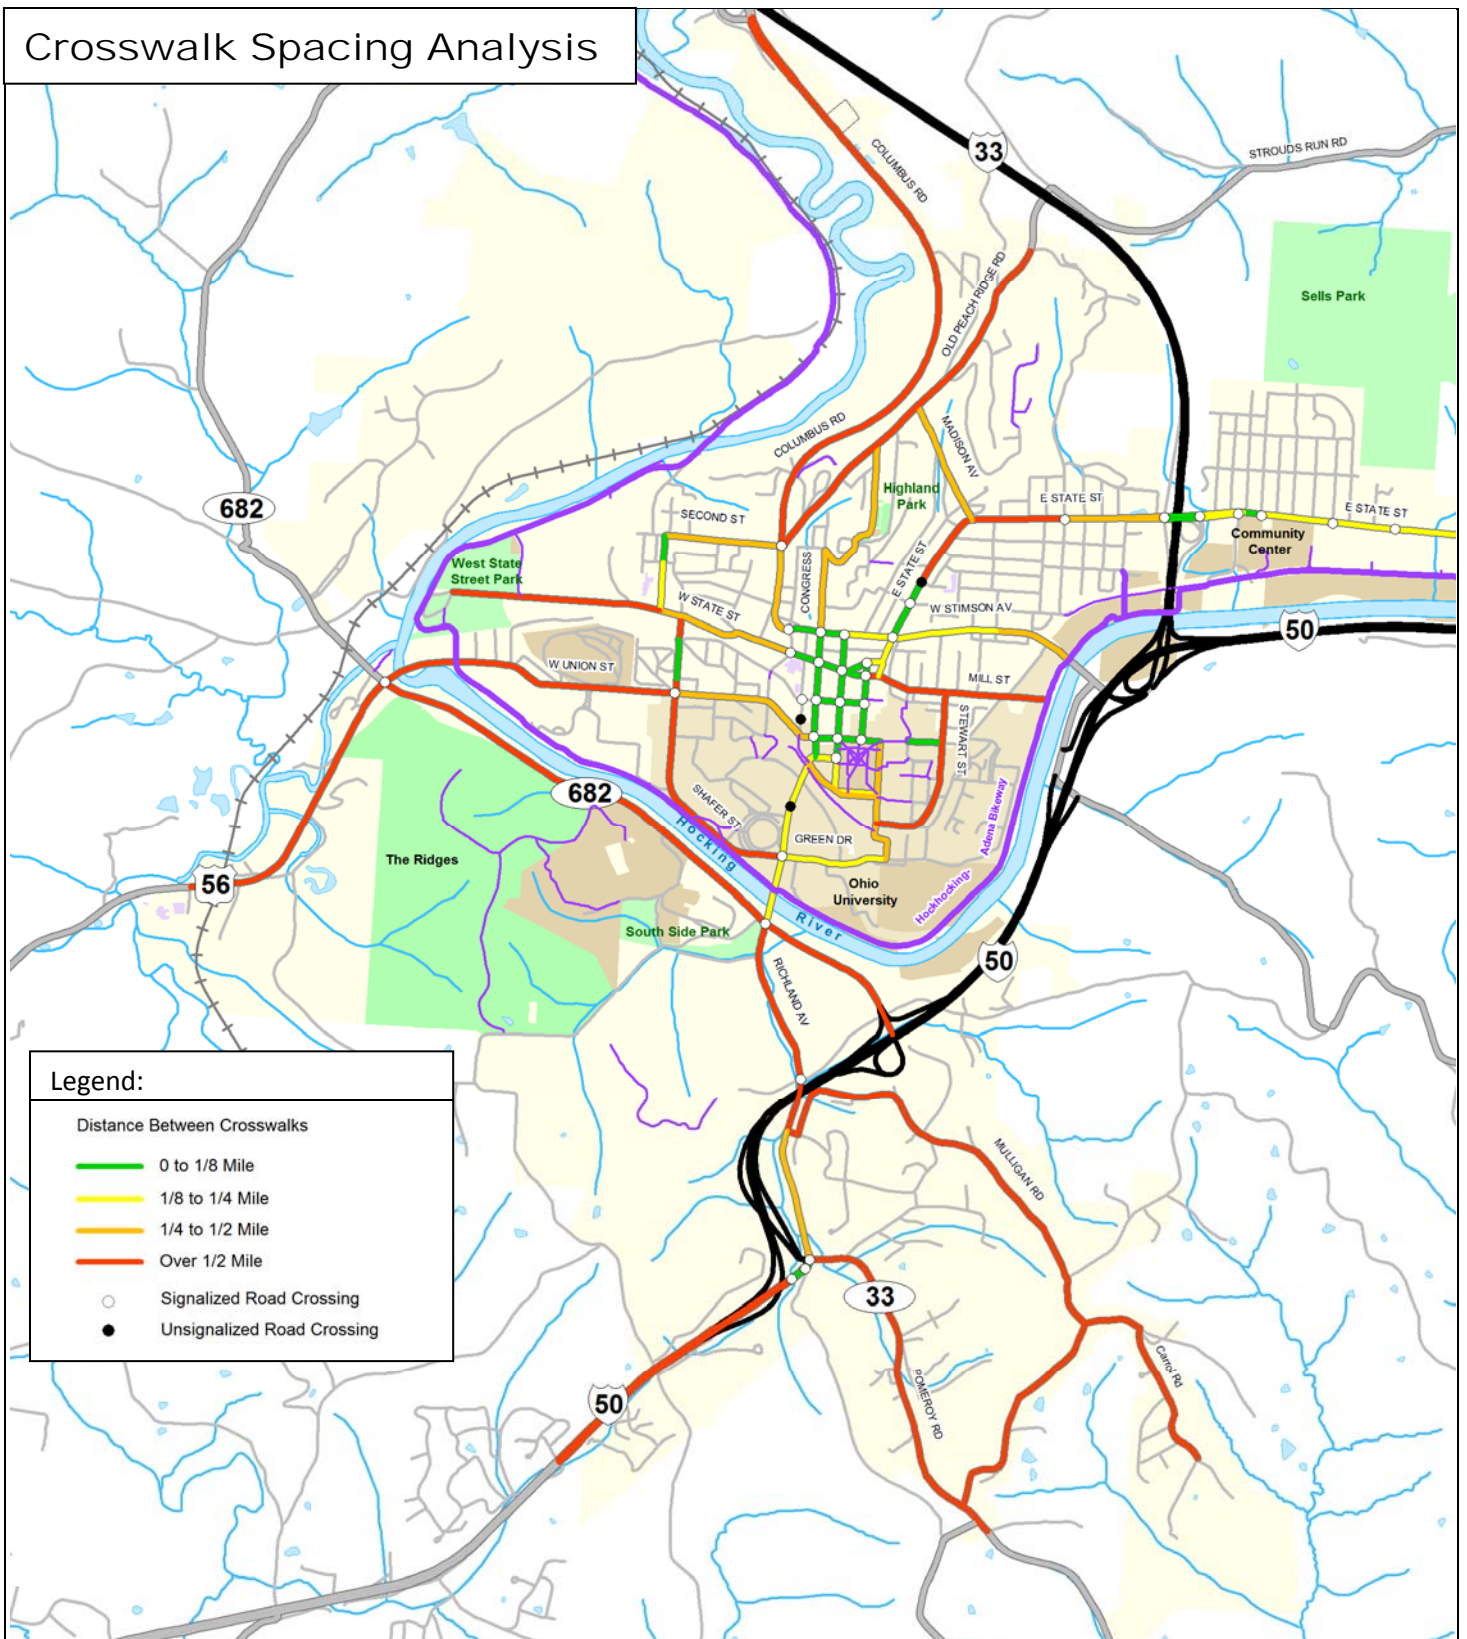 Crosswalk Spacing Analysis
33
STROUDS RUN RD
COLUMBUS RD
Sells Park
OLD PEACH RIDGE RD
COLUMBUS RD
MADISON AV
682
Highland
Park
E STATE ST
E STATE ST
SECOND ST
Community
Center
West State
Street Park
CONGRESS
E STATE ST
W STATE ST
W STIMSON AV
50
W UNION ST
MILL ST
STEWART ST
682
SHAFER ST
Hocking
GREEN DR
Adena Bikeway
The Ridges
56
Ohio
University
Hockhocking-
River
South Side Park
50
RICHLAND AV
Legend:
Distance Between Crosswalks
0 to 1/8 Mile
1/8 to 1/4 Mile
1/4 to 1/2 Mile
Over 1/2 Mile
Signalized Road Crossing
Unsignalized Road Crossing
MULLIGAN RD
33
Carrol Rd
POMEROY RD
50